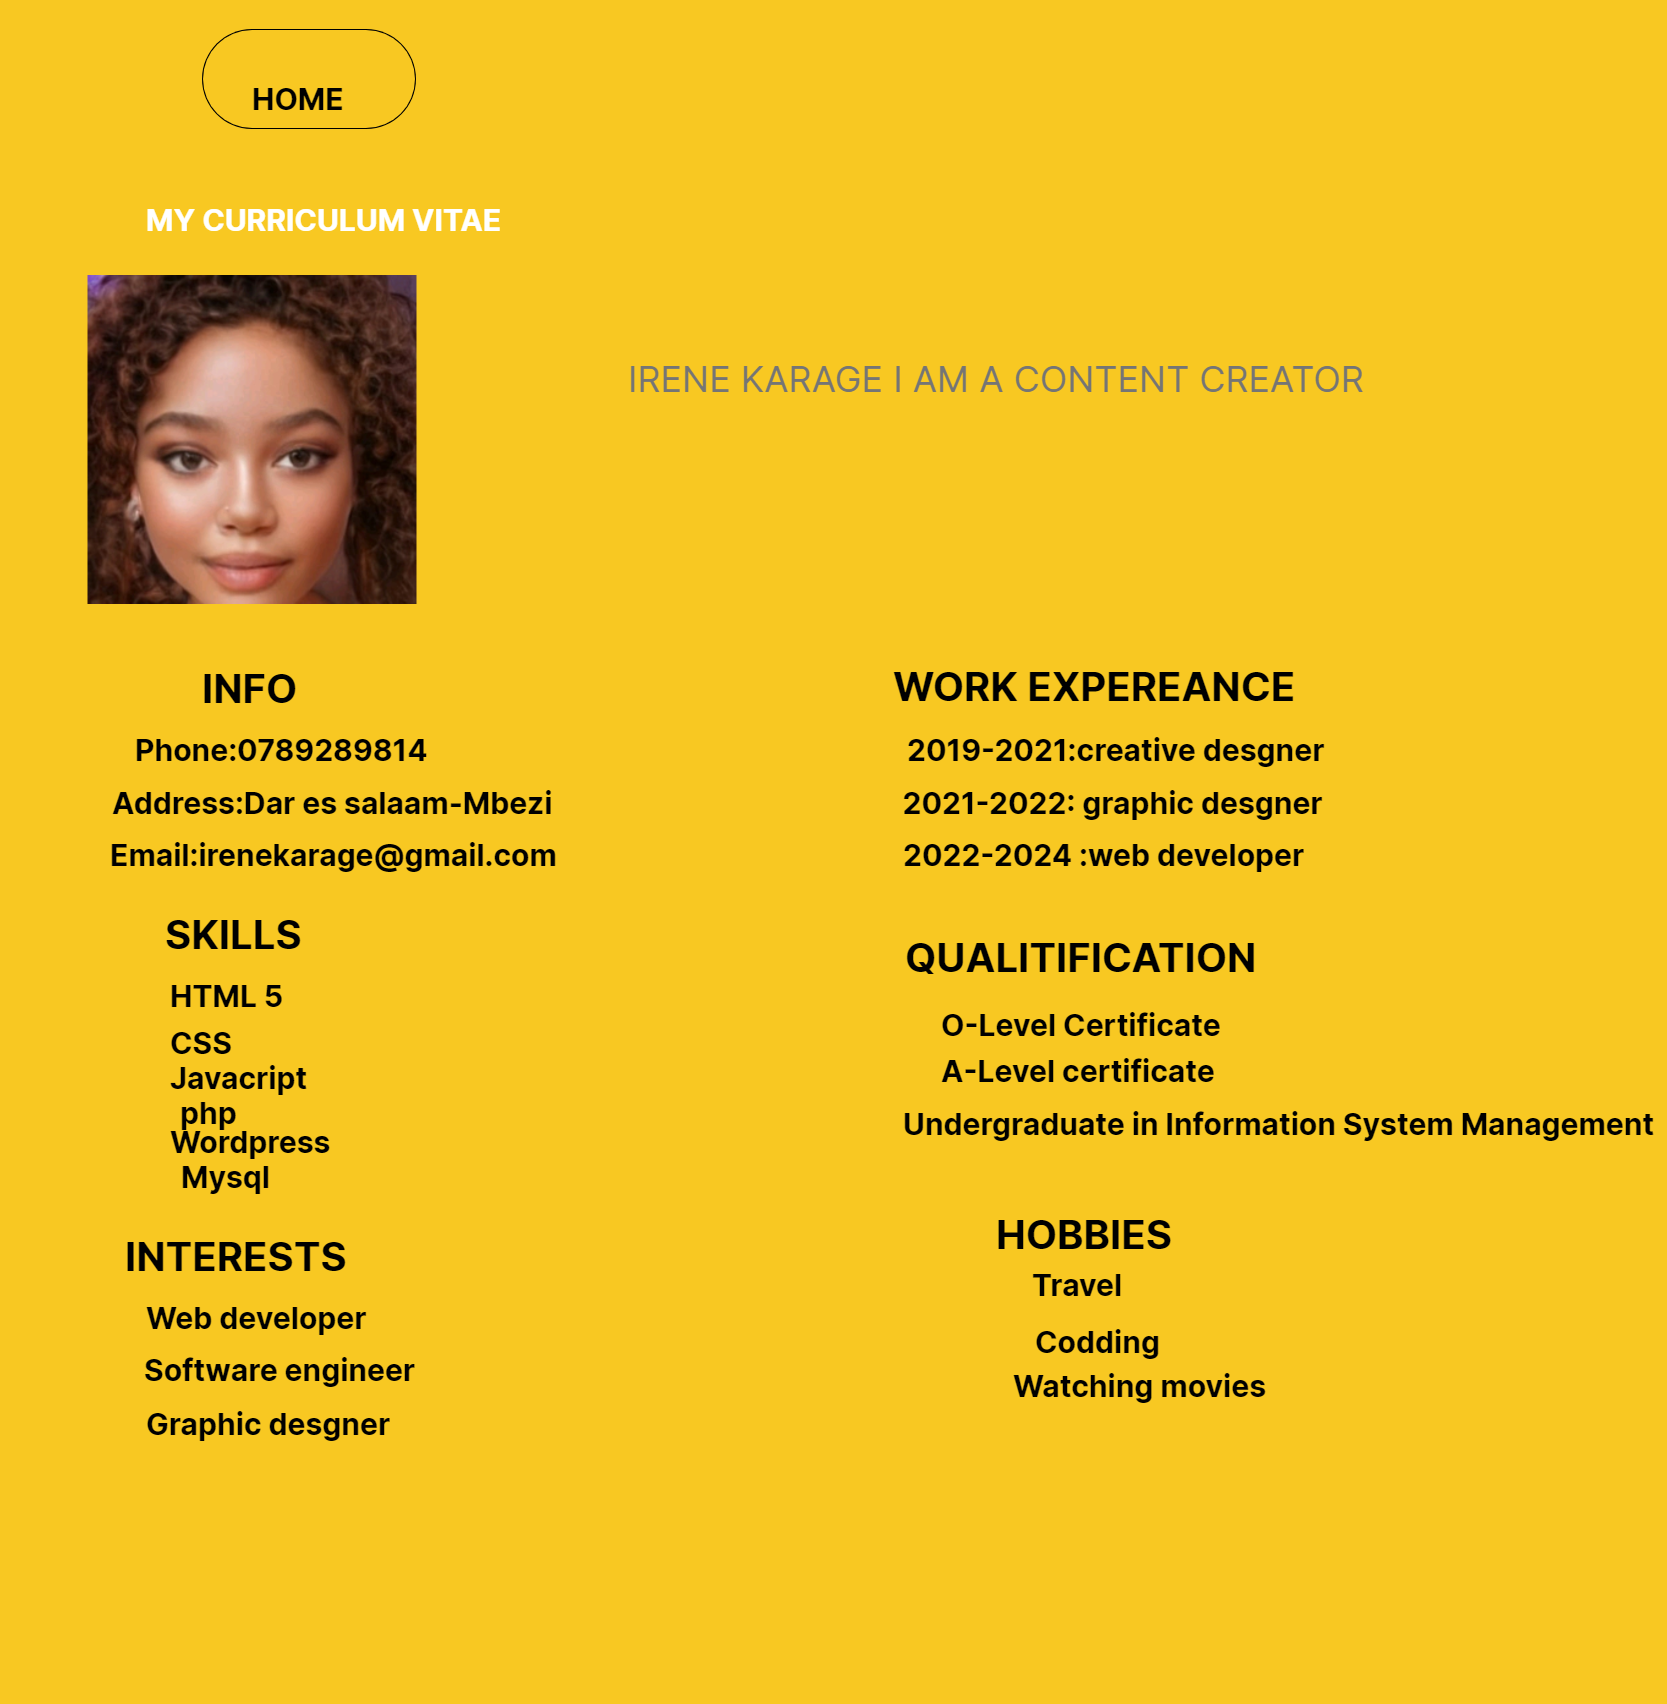 HOME
MY CURRICULUM VITAE
IRENE KARAGE I AM A CONTENT CREATOR
INFO
Phone:0789289814
Address:Dar es salaam-Mbezi
Email:irenekarage@gmail.com
SKILLS
HTML 5
CSS
Javacript
php
Wordpress
Mysql
INTERESTS
Web developer
Software engineer
Graphic desgner
WORK EXPEREANCE
2019-2021:creative desgner
2021-2022: graphic desgner
2022-2024 :web developer
QUALITIFICATION
O-Level Certificate
A-Level certificate
Undergraduate in Information System Management
HOBBIES
Travel
Codding
Watching movies